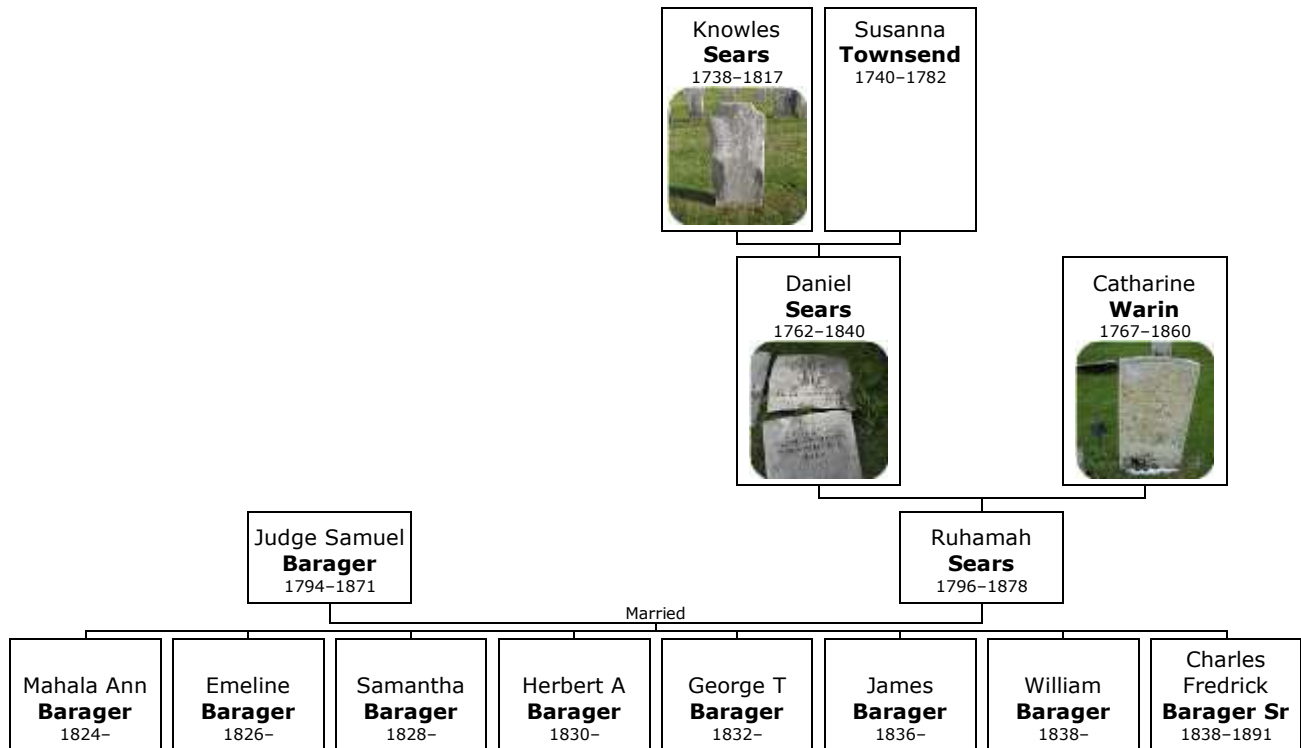 Knowles
Sears
1738–1817
Susanna
Townsend
1740–1782
Daniel
Sears
1762–1840
Catharine
Warin
1767–1860
Judge Samuel
Barager
1794–1871
Ruhamah
Sears
1796–1878
Married
Mahala Ann
Barager
1824–
Emeline
Barager
1826–
Samantha
Barager
1828–
Herbert A
Barager
1830–
George T
Barager
1832–
James
Barager
1836–
William
Barager
1838–
Charles
Fredrick
Barager Sr
1838–1891